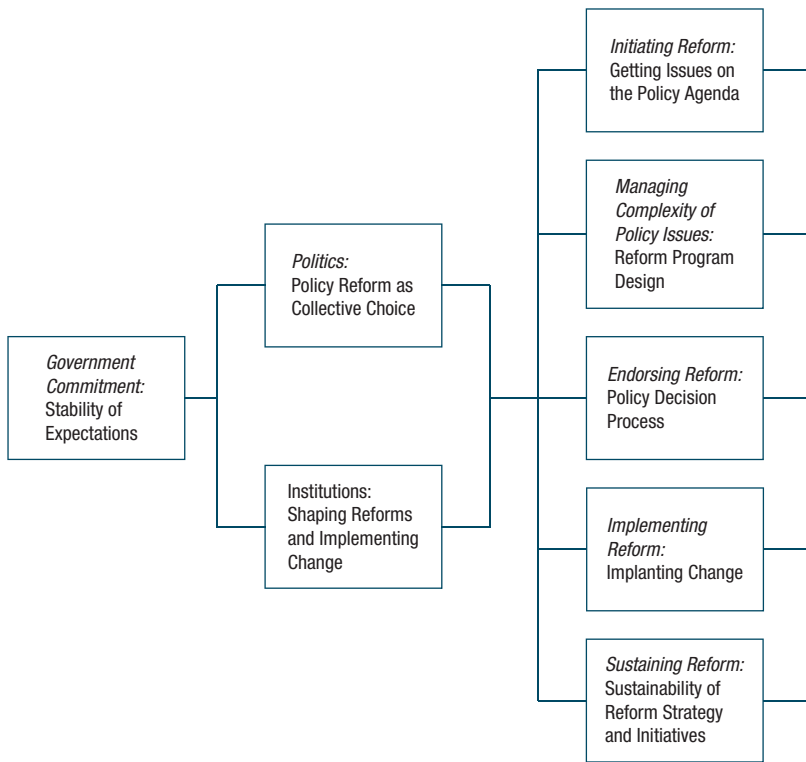 Government
Commitment:
Stability of
Expectations
Politics:
Policy Reform as
Collective Choice
Institutions:
Shaping Reforms
and Implementing
Change
Initiating Reform:
Getting Issues on
the Policy Agenda
Managing
Complexity of
Policy Issues:
Reform Program
Design
Endorsing Reform:
Policy Decision
Process
Implementing
Reform:
Implanting Change
Sustaining Reform:
Sustainability of
Reform Strategy
and Initiatives